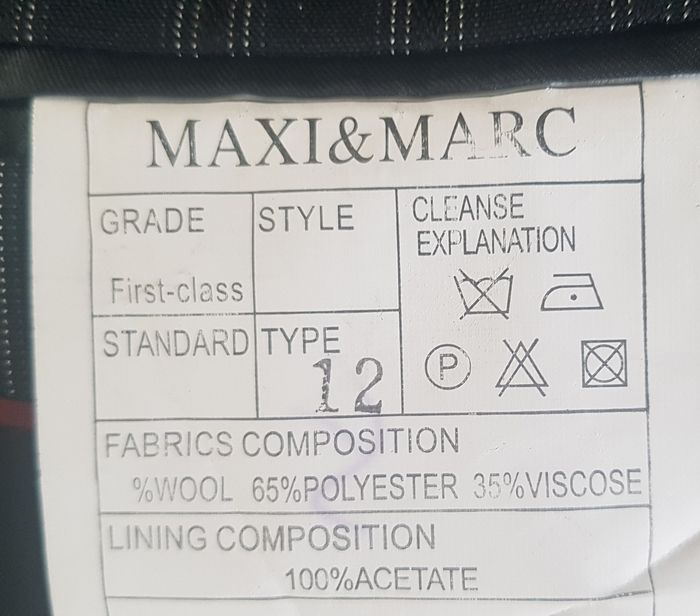 MAXI&MARC
GRADE
First-class
STYLE
CLEANSE
EXPLANATION
P
STANDARD
TYPE
12
FABRICS COMPOSITION
%WOOL 65%POLYESTER 35%VISCOSE
LINING COMPOSITION
100%ACETATE